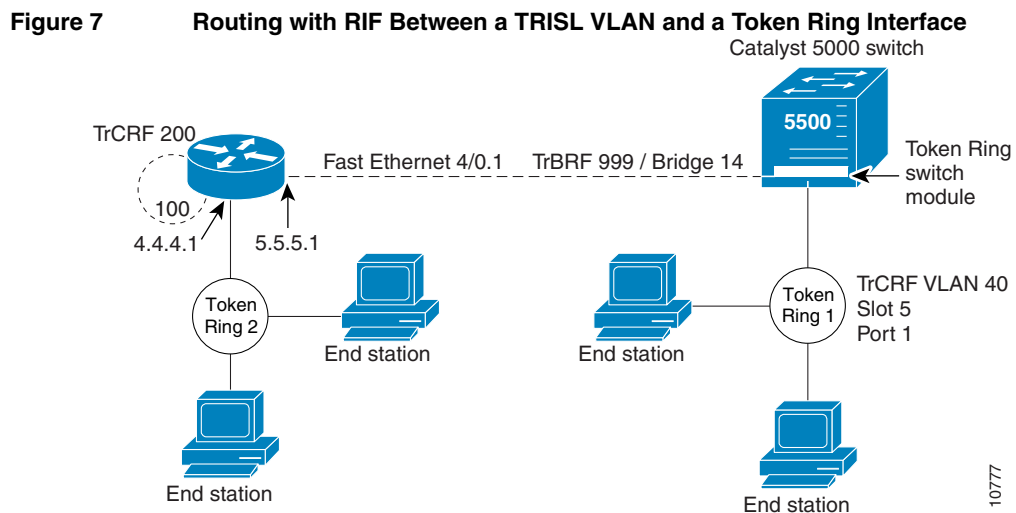 Figure 7 Routing with RIF Between a TRISL VLAN and a Token Ring Interface
Catalyst 5000 switch
5500
TrCRF 200
Fast Ethernet 4/0.1
TrBRF 999 / Bridge 14
Token Ring
switch
module
100
4.4.4.1
5.5.5.1
Token
Ring 2
End station
End station
Token
Ring 1
TrCRF VLAN 40
Slot 5
Port 1
End station
End station
10777